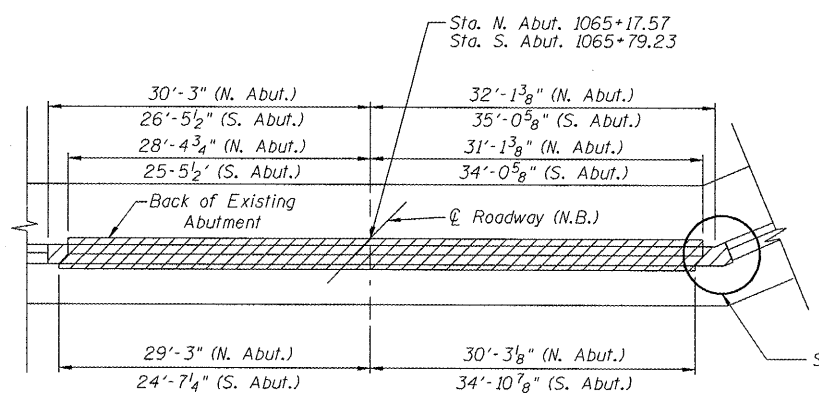 Sta. N. Abut. 1065+17.57
Sta. S. Abut. 1065+79.23
30'-3" (N. Abut.)
26'-5½" (S. Abut.)
32'-1⅜" (N. Abut.)
35'-0⅝" (S. Abut.)
28'-4¾" (N. Abut.)
25-5½' (S. Abut.)
31'-1⅜" (N. Abut.)
34'-0⅝" (S. Abut.)
Back of Existing
Abutment
℄ Roadway (N.B.)
29'-3" (N. Abut.)
24'-7¼" (S. Abut.)
30'-3⅛" (N. Abut.)
34'-10⅞" (S. Abut.)
S